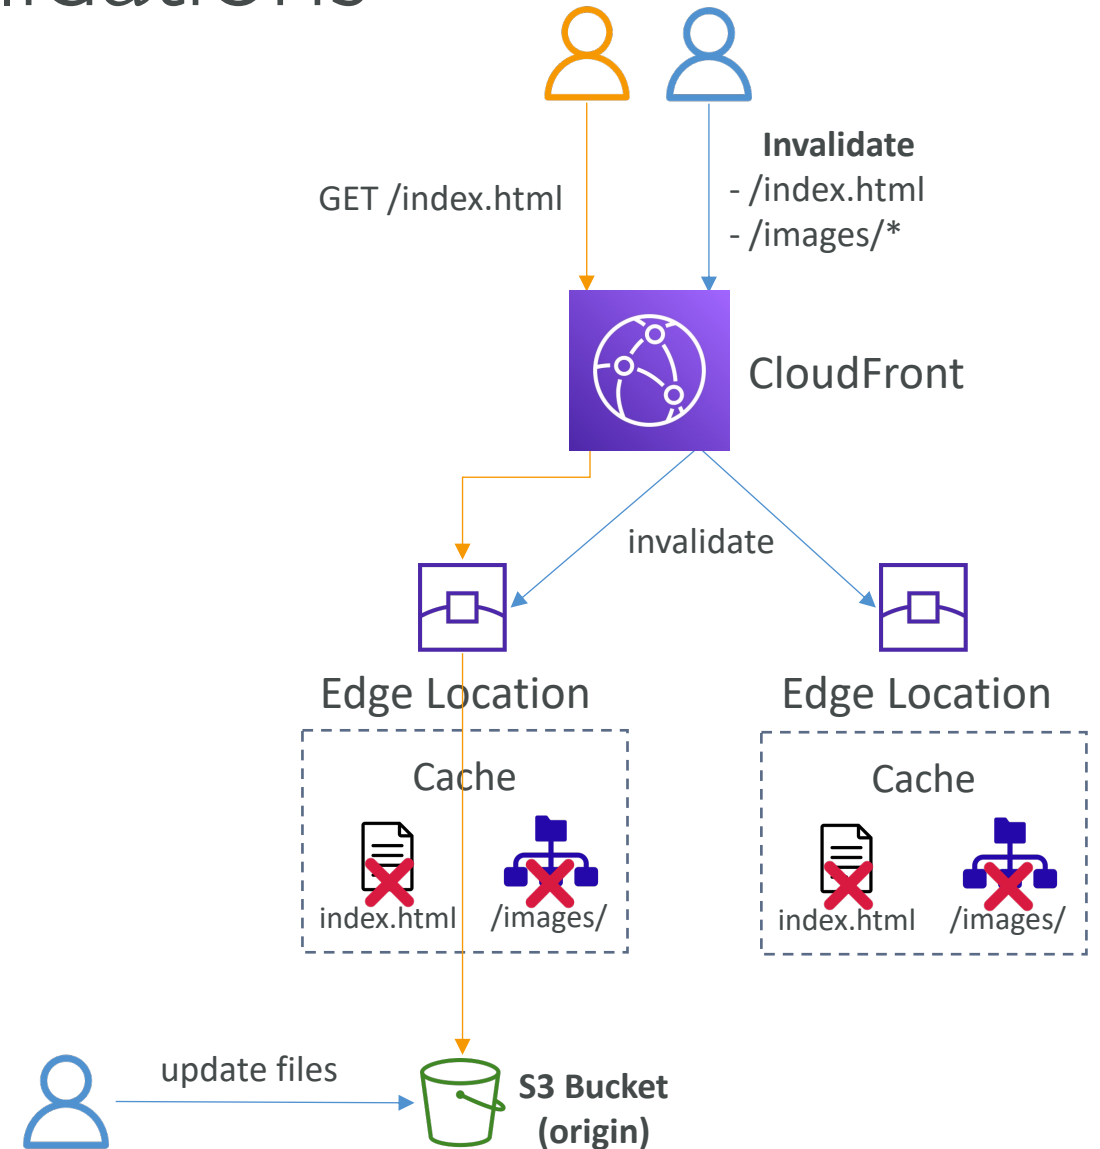 Invalidate
GET /index.html
- /index.html
- /images/*
CloudFront
invalidate
Edge Location
Edge Location
Cache
Cache
index.html
/images/
index.html
/images/
update files
S3 Bucket
(origin)